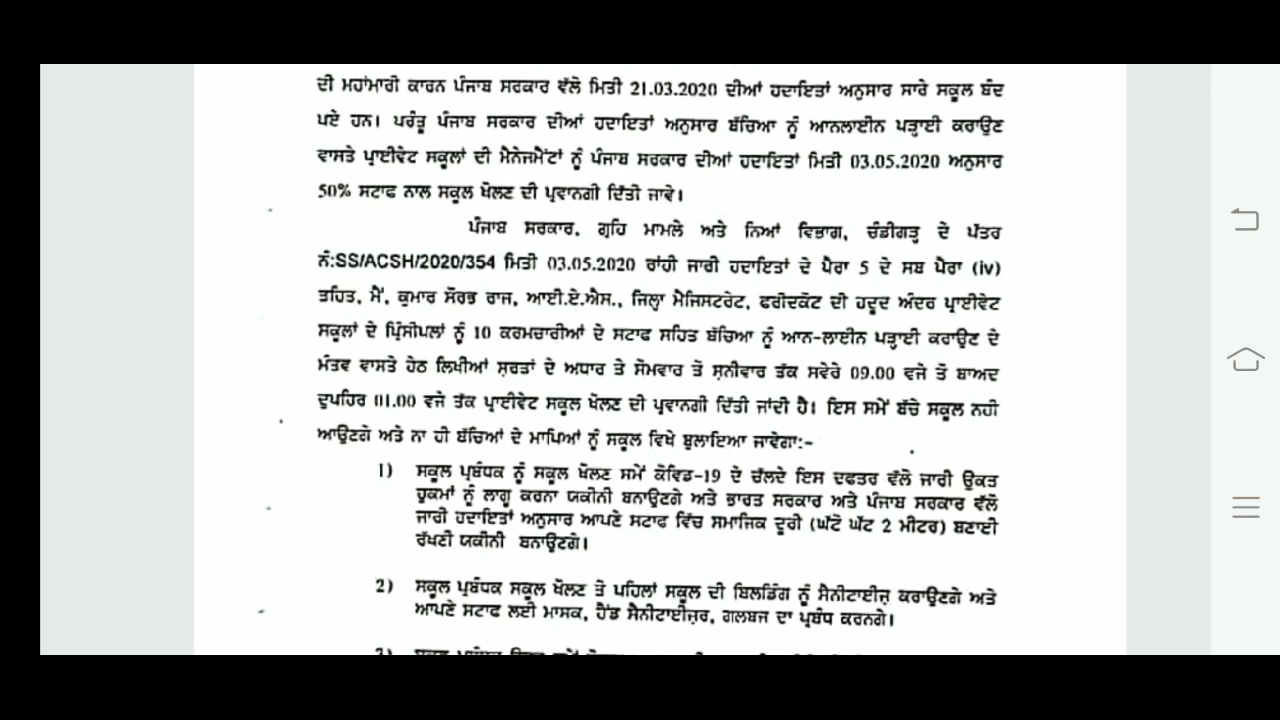 ਦੀ ਮਹਾਂਮਾਰੀ ਕਾਰਨ ਪੰਜਾਬ ਸਰਕਾਰ ਵੱਲੋ ਮਿਤੀ 21.03.2020 ਦੀਆਂ ਹਦਾਇਤਾਂ ਅਨੁਸਾਰ ਸਾਰੇ ਸਕੂਲ ਬੰਦ
ਪਏ ਹਨ। ਪਰੰਤੂ ਪੰਜਾਬ ਸਰਕਾਰ ਦੀਆਂ ਹਦਾਇਤਾਂ ਅਨੁਸਾਰ ਬੱਚਿਆ ਨੂੰ ਆਨਲਾਈਨ ਪੜ੍ਹਾਈ ਕਰਾਉਣ
ਵਾਸਤੇ ਪ੍ਰਾਈਵੇਟ ਸਕੂਲਾਂ ਦੀ ਮੈਨੇਜਮੈਂਟਾਂ ਨੂੰ ਪੰਜਾਬ ਸਰਕਾਰ ਦੀਆਂ ਹਦਾਇਤਾਂ ਮਿਤੀ 03.05.2020 ਅਨੁਸਾਰ
50% ਸਟਾਫ ਨਾਲ ਸਕੂਲ ਖੋਲਣ ਦੀ ਪ੍ਰਵਾਨਗੀ ਦਿੱਤੀ ਜਾਵੇ।
ਪੰਜਾਬ ਸਰਕਾਰ, ਗ੍ਰਹਿ ਮਾਮਲੇ ਅਤੇ ਨਿਆਂ ਵਿਭਾਗ, ਚੰਡੀਗੜ੍ਹ ਦੇ ਪੱਤਰ
ਨੰ:SS/ACSH/2020/354 ਮਿਤੀ 03.05.2020 ਰਾਂਹੀ ਜਾਰੀ ਹਦਾਇਤਾਂ ਦੇ ਪੈਰਾ 5 ਦੇ ਸਬ ਪੈਰਾ (iv)
ਤਹਿਤ, ਮੈਂ, ਕੁਮਾਰ ਸੌਰਭ ਰਾਜ, ਆਈ.ਏ.ਐਸ., ਜਿਲ੍ਹਾ ਮੈਜਿਸਟਰੇਟ, ਫਰੀਦਕੋਟ ਦੀ ਹਦੂਦ ਅੰਦਰ ਪ੍ਰਾਈਵੇਟ
ਸਕੂਲਾਂ ਦੇ ਪ੍ਰਿੰਸੀਪਲਾਂ ਨੂੰ 10 ਕਰਮਚਾਰੀਆਂ ਦੇ ਸਟਾਫ ਸਹਿਤ ਬੱਚਿਆ ਨੂੰ ਆਨ-ਲਾਈਨ ਪੜ੍ਹਾਈ ਕਰਾਉਣ ਦੇ
ਮੰਤਵ ਵਾਸਤੇ ਹੇਠ ਲਿਖੀਆਂ ਸ਼ਰਤਾਂ ਦੇ ਅਧਾਰ ਤੇ ਸੋਮਵਾਰ ਤੋਂ ਸ਼ਨੀਵਾਰ ਤੱਕ ਸਵੇਰੇ 09.00 ਵਜੇ ਤੋਂ ਬਾਅਦ
ਦੁਪਹਿਰ 01.00 ਵਜੇ ਤੱਕ ਪ੍ਰਾਈਵੇਟ ਸਕੂਲ ਖੋਲਣ ਦੀ ਪ੍ਰਵਾਨਗੀ ਦਿੱਤੀ ਜਾਂਦੀ ਹੈ। ਇਸ ਸਮੇਂ ਬੱਚੇ ਸਕੂਲ ਨਹੀ
ਆਉਣਗੇ ਅਤੇ ਨਾ ਹੀ ਬੱਚਿਆਂ ਦੇ ਮਾਪਿਆਂ ਨੂੰ ਸਕੂਲ ਵਿਖੇ ਬੁਲਾਇਆ ਜਾਵੇਗਾ:-
1) ਸਕੂਲ ਪ੍ਰਬੰਧਕ ਨੂੰ ਸਕੂਲ ਖੋਲਣ ਸਮੇਂ ਕੋਵਿਡ-19 ਦੇ ਚੱਲਦੇ ਇਸ ਦਫਤਰ ਵੱਲੋ ਜਾਰੀ ਉਕਤ
ਹੁਕਮਾਂ ਨੂੰ ਲਾਗੂ ਕਰਨਾ ਯਕੀਨੀ ਬਨਾਉਣਗੇ ਅਤੇ ਭਾਰਤ ਸਰਕਾਰ ਅਤੇ ਪੰਜਾਬ ਸਰਕਾਰ ਵੱਲੋ
ਜਾਰੀ ਹਦਾਇਤਾਂ ਅਨੁਸਾਰ ਆਪਣੇ ਸਟਾਫ ਵਿੱਚ ਸਮਾਜਿਕ ਦੂਰੀ (ਘੱਟੋ ਘੱਟ 2 ਮੀਟਰ) ਬਣਾਈ
ਰੱਖਣੀ ਯਕੀਨੀ ਬਨਾਉਣਗੇ।
2) ਸਕੂਲ ਪ੍ਰਬੰਧਕ ਸਕੂਲ ਖੋਲਣ ਤੋ ਪਹਿਲਾਂ ਸਕੂਲ ਦੀ ਬਿਲਡਿੰਗ ਨੂੰ ਸੈਨੀਟਾਈਜ਼ ਕਰਾਉਣਗੇ ਅਤੇ
ਆਪਣੇ ਸਟਾਫ ਲਈ ਮਾਸਕ, ਹੈਂਡ ਸੈਨੀਟਾਈਜ਼ਰ, ਗਲਬਜ ਦਾ ਪ੍ਰਬੰਧ ਕਰਨਗੇ।
3) ਸਕੂਲ ਪ੍ਰਬੰਧਕ